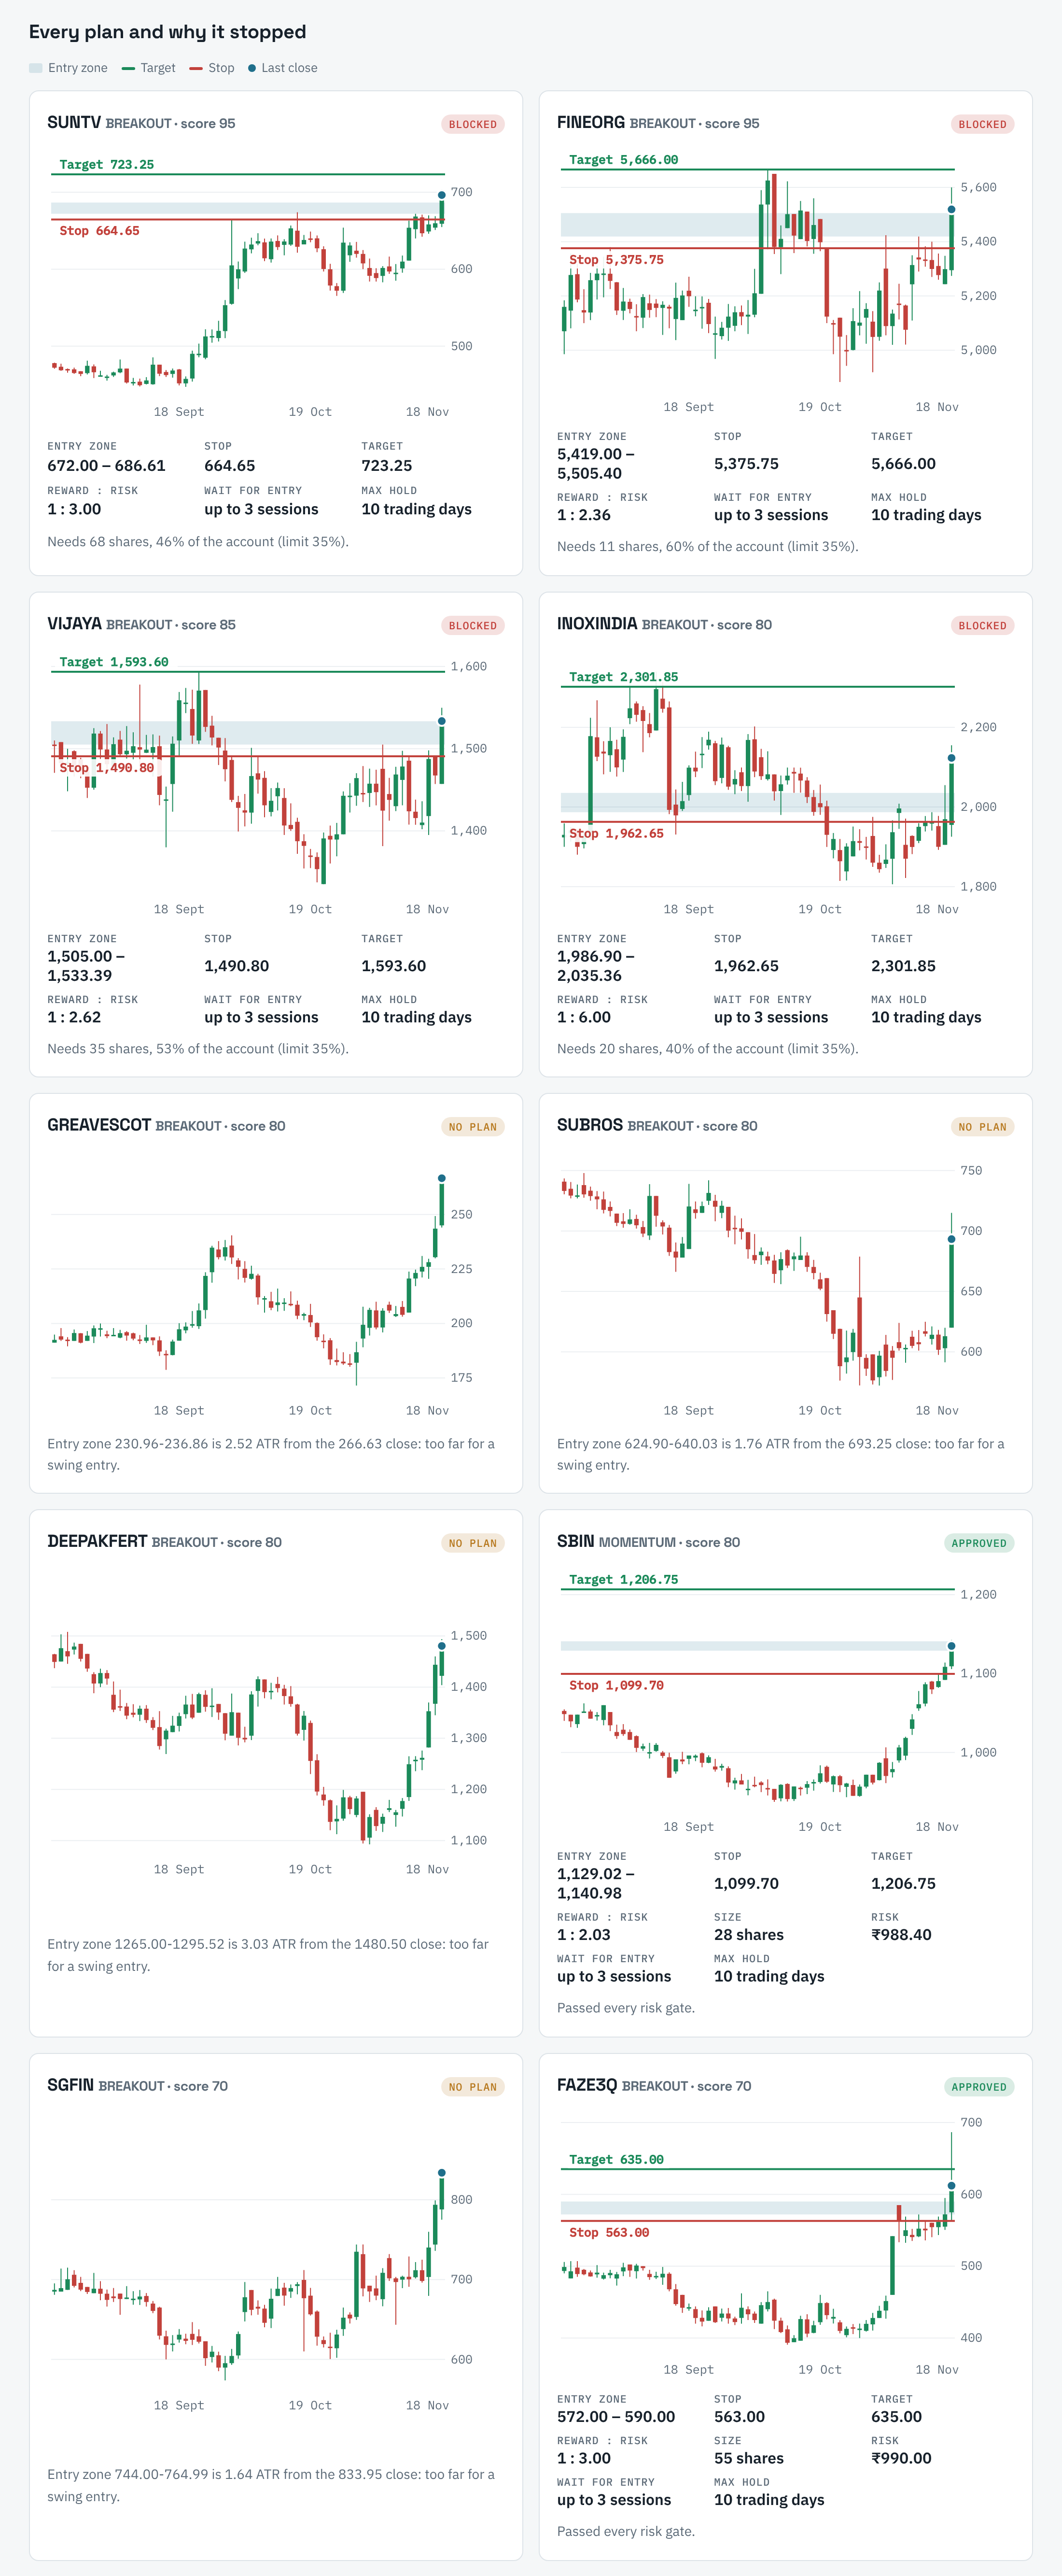 Every plan and why it stopped
Entry zone Target Stop Last close
SUNTV BREAKOUT · score 95
BLOCKED
Target 723.25
Stop 664.65
700
600
500
18 Sept 19 Oct 18 Nov
ENTRY ZONE STOP TARGET
672.00 – 686.61 664.65 723.25
REWARD : RISK WAIT FOR ENTRY MAX HOLD
1 : 3.00 up to 3 sessions 10 trading days
Needs 68 shares, 46% of the account (limit 35%).
FINEORG BREAKOUT · score 95
BLOCKED
Target 5,666.00
Stop 5,375.75
5,600
5,400
5,200
5,000
18 Sept 19 Oct 18 Nov
ENTRY ZONE STOP TARGET
5,419.00 –
5,505.40
5,375.75 5,666.00
REWARD : RISK WAIT FOR ENTRY MAX HOLD
1 : 2.36 up to 3 sessions 10 trading days
Needs 11 shares, 60% of the account (limit 35%).
VIJAYA BREAKOUT · score 85
BLOCKED
Target 1,593.60
Stop 1,490.80
1,600
1,500
1,400
18 Sept 19 Oct 18 Nov
ENTRY ZONE STOP TARGET
1,505.00 –
1,533.39
1,490.80 1,593.60
REWARD : RISK WAIT FOR ENTRY MAX HOLD
1 : 2.62 up to 3 sessions 10 trading days
Needs 35 shares, 53% of the account (limit 35%).
INOXINDIA BREAKOUT · score 80
BLOCKED
Target 2,301.85
Stop 1,962.65
2,200
2,000
1,800
18 Sept 19 Oct 18 Nov
ENTRY ZONE STOP TARGET
1,986.90 –
2,035.36
1,962.65 2,301.85
REWARD : RISK WAIT FOR ENTRY MAX HOLD
1 : 6.00 up to 3 sessions 10 trading days
Needs 20 shares, 40% of the account (limit 35%).
GREAVESCOT BREAKOUT · score 80
NO PLAN
250
225
200
175
18 Sept 19 Oct 18 Nov
Entry zone 230.96-236.86 is 2.52 ATR from the 266.63 close: too far for a
swing entry.
SUBROS BREAKOUT · score 80
NO PLAN
750
700
650
600
18 Sept 19 Oct 18 Nov
Entry zone 624.90-640.03 is 1.76 ATR from the 693.25 close: too far for a
swing entry.
DEEPAKFERT BREAKOUT · score 80
NO PLAN
1,500
1,400
1,300
1,200
1,100
18 Sept 19 Oct 18 Nov
Entry zone 1265.00-1295.52 is 3.03 ATR from the 1480.50 close: too far
for a swing entry.
SBIN MOMENTUM · score 80
APPROVED
Target 1,206.75
Stop 1,099.70
1,200
1,100
1,000
18 Sept 19 Oct 18 Nov
ENTRY ZONE STOP TARGET
1,129.02 –
1,140.98
1,099.70 1,206.75
REWARD : RISK SIZE RISK
1 : 2.03 28 shares ₹988.40
WAIT FOR ENTRY MAX HOLD
up to 3 sessions 10 trading days
Passed every risk gate.
SGFIN BREAKOUT · score 70
NO PLAN
800
700
600
18 Sept 19 Oct 18 Nov
Entry zone 744.00-764.99 is 1.64 ATR from the 833.95 close: too far for a
swing entry.
FAZE3Q BREAKOUT · score 70
APPROVED
Target 635.00
Stop 563.00
700
600
500
400
18 Sept 19 Oct 18 Nov
ENTRY ZONE STOP TARGET
572.00 – 590.00 563.00 635.00
REWARD : RISK SIZE RISK
1 : 3.00 55 shares ₹990.00
WAIT FOR ENTRY MAX HOLD
up to 3 sessions 10 trading days
Passed every risk gate.